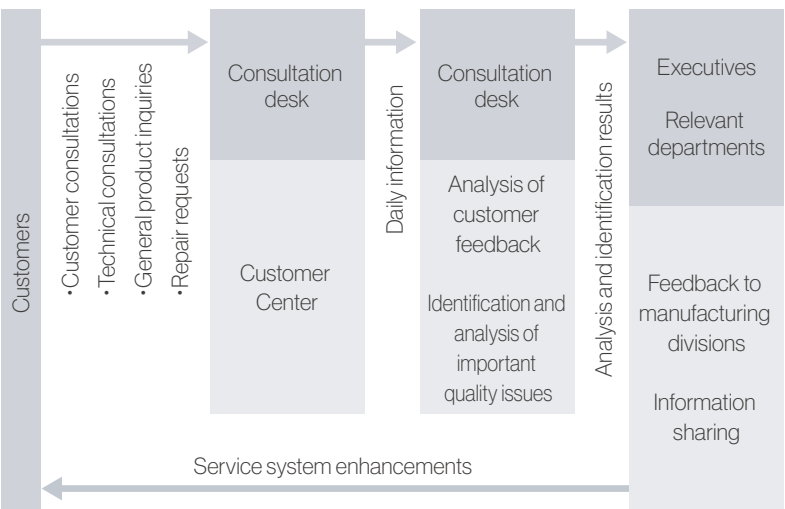 Customers
・Customer consultations
・Technical consultations
・General product inquiries
・Repair requests
Consultation
desk
Customer
Center
Daily information
Consultation
desk
Analysis of
customer
feedback
Identification and
analysis of
important
quality issues
Analysis and identification results
Executives
Relevant
departments
Feedback to
manufacturing
divisions
Information
sharing
Service system enhancements